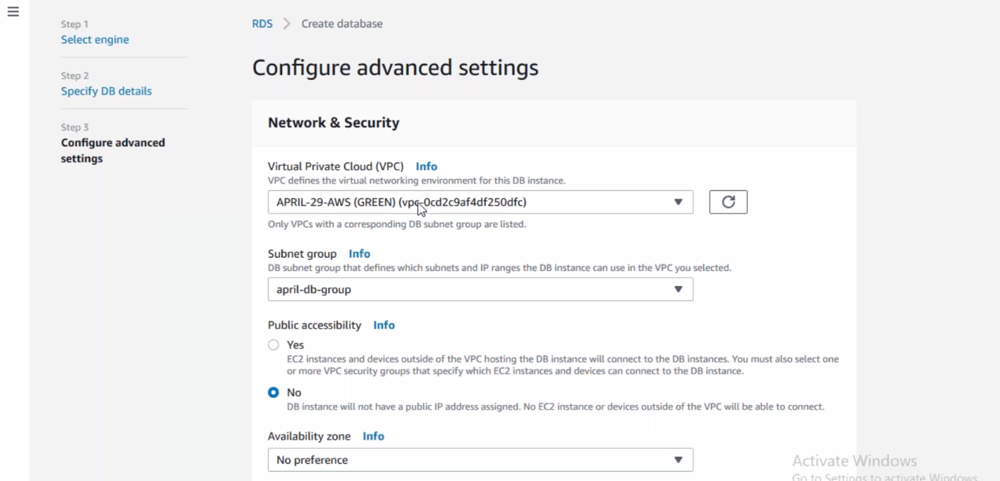 Step 1
Select engine
Step 2
Specify DB details
Step 3
Configure advanced
settings
RDS > Create database
Configure advanced settings
Network & Security
Virtual Private Cloud (VPC) Info
VPC defines the virtual networking environment for this DB instance.
APRIL-29-AWS (GREEN) (vpc-0cd2c9af4df250dfc)
Only VPCs with a corresponding DB subnet group are listed.
Subnet group Info
DB subnet group that defines which subnets and IP ranges the DB instance can use in the VPC you selected.
april-db-group
Public accessibility Info
Yes
EC2 instances and devices outside of the VPC hosting the DB instance will connect to the DB instances. You must also select one
or more VPC security groups that specify which EC2 instances and devices can connect to the DB instance.
No
DB instance will not have a public IP address assigned. No EC2 instance or devices outside of the VPC will be able to connect.
Availability zone Info
No preference
Activate Windows
Go to Settings to activate Windows